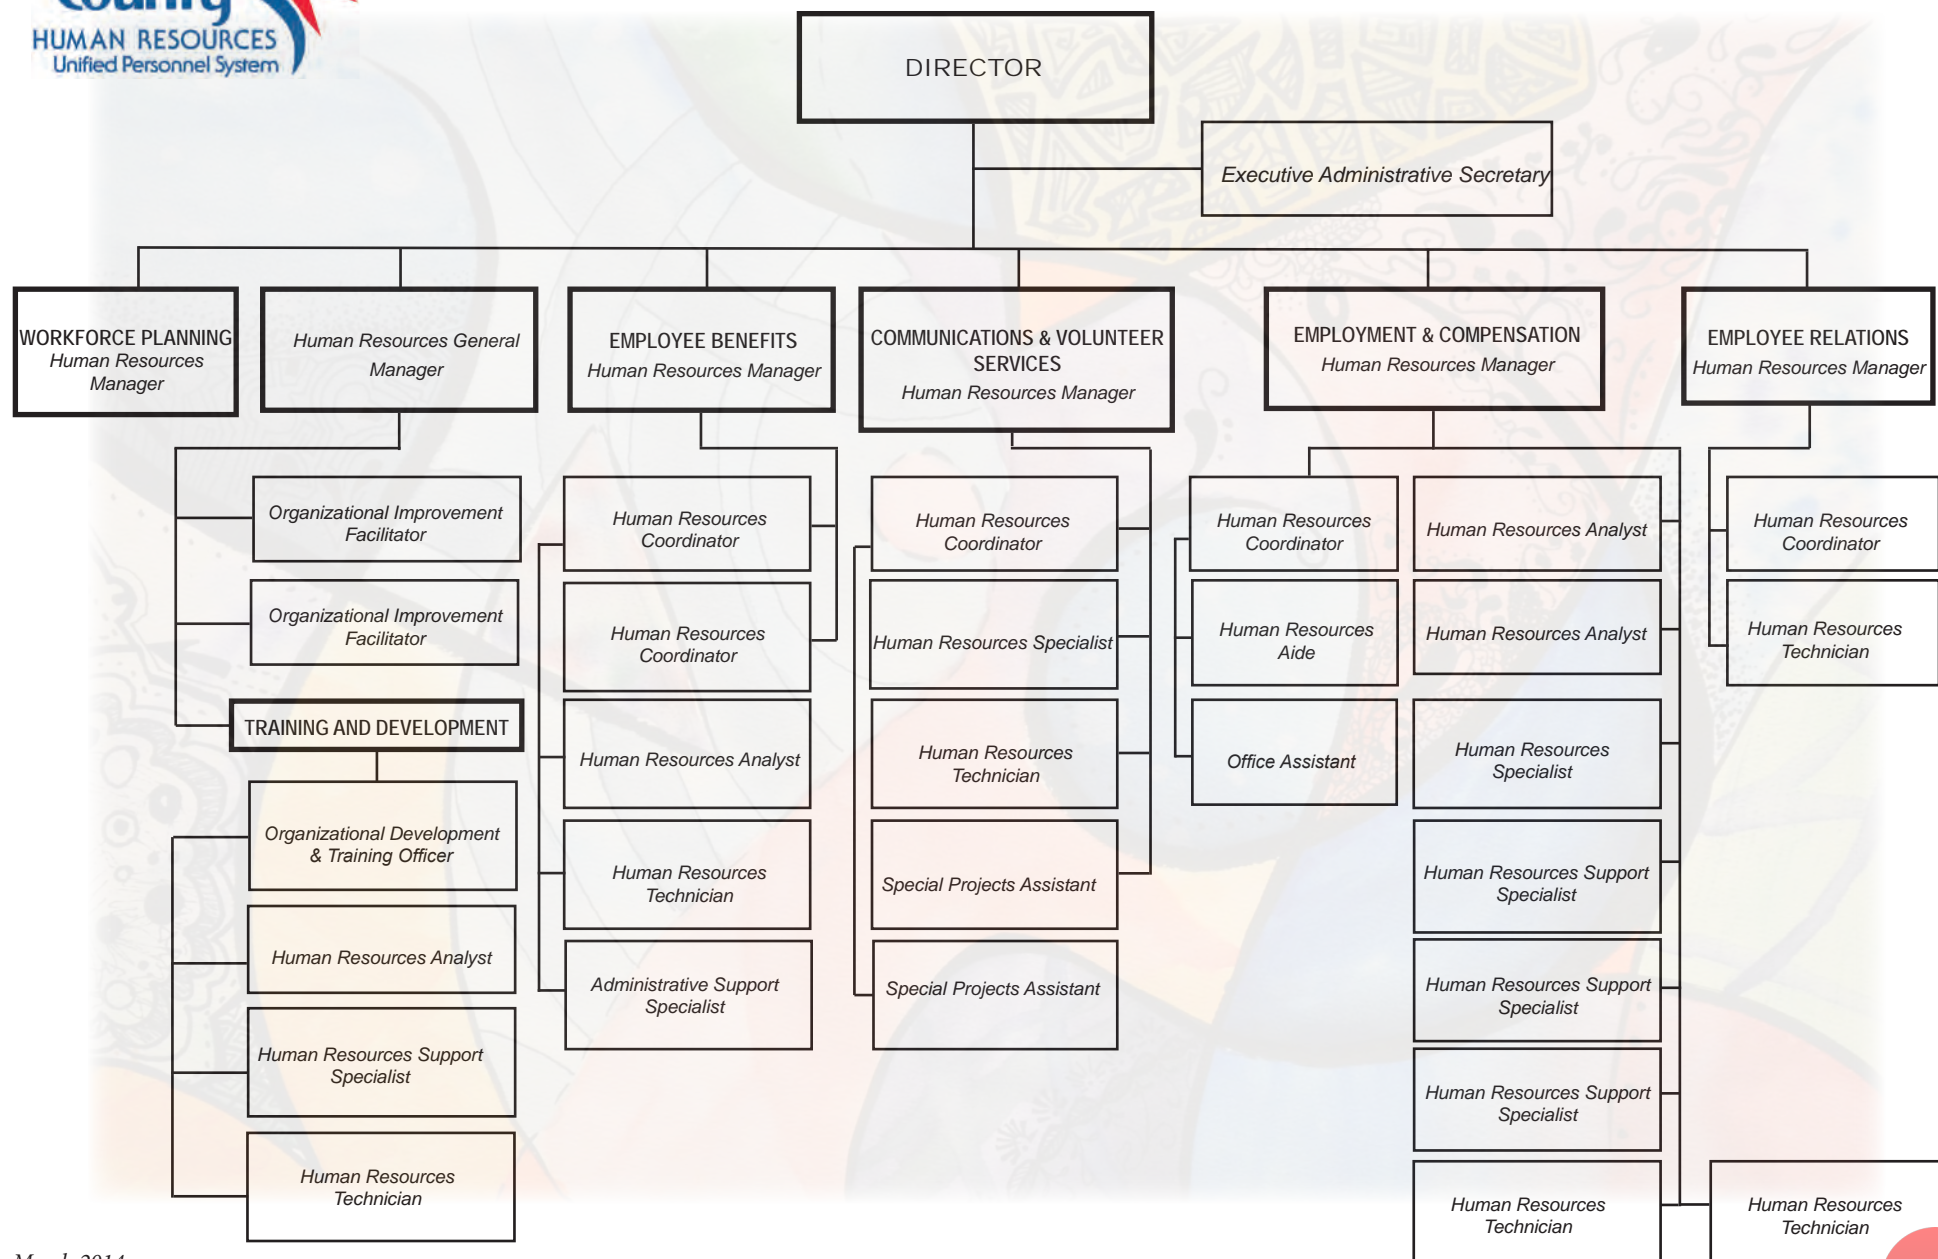 County
HUMAN RESOURCES
Unified Personnel System
DIRECTOR
Executive Administrative Secretary
WORKFORCE PLANNING
Human Resources
Manager
Human Resources General
Manager
EMPLOYEE BENEFITS
Human Resources Manager
COMMUNICATIONS & VOLUNTEER
SERVICES
Human Resources Manager
EMPLOYMENT & COMPENSATION
Human Resources Manager
EMPLOYEE RELATIONS
Human Resources Manager
Organizational Improvement
Facilitator
Organizational Improvement
Facilitator
TRAINING AND DEVELOPMENT
Organizational Development
& Training Officer
Human Resources Analyst
Human Resources Support
Specialist
Human Resources
Technician
Human Resources
Coordinator
Human Resources
Coordinator
Human Resources Analyst
Human Resources
Technician
Administrative Support
Specialist
Human Resources
Coordinator
Human Resources Specialist
Human Resources
Technician
Special Projects Assistant
Special Projects Assistant
Human Resources
Coordinator
Human Resources
Aide
Office Assistant
Human Resources Analyst
Human Resources Analyst
Human Resources
Specialist
Human Resources Support
Specialist
Human Resources Support
Specialist
Human Resources Support
Specialist
Human Resources
Technician
Human Resources
Technician
Human Resources
Coordinator
Human Resources
Technician
March 2014